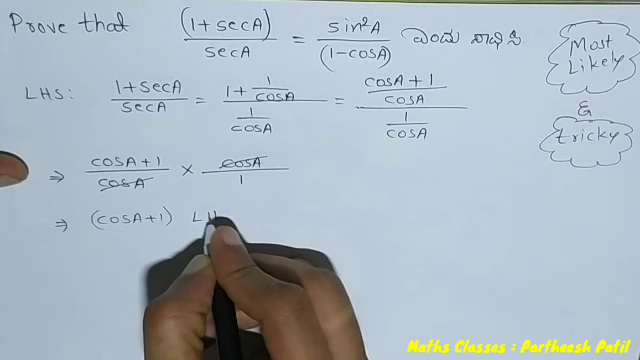 Prove that (1+secA)/secA = sin²A/(1-cosA) ಎಂದು ಸಾಧಿಸಿ.
Most Likely
&
tricky
LHS: (1+secA)/secA = (1+1/cosA)/(1/cosA) = ((cosA+1)/cosA)/(1/cosA)
⇒ (cosA+1)/cosA × cosA/1
⇒ (cosA+1) LH
Maths Classes : Partheesh Patil